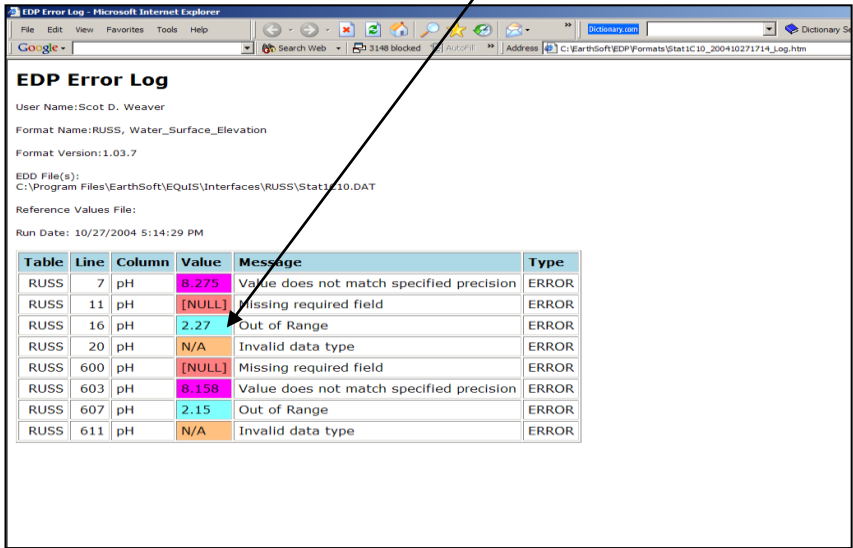 EDP Error Log - Microsoft Internet Explorer
File Edit View Favorites Tools Help
Dictionary.com Dictionary Se
Google Search Web 3148 blocked AutoFill Address C:\EarthSoft\EDP\Formats\Stat1C10_200410271714_Log.htm
EDP Error Log
User Name:Scot D. Weaver
Format Name:RUSS, Water_Surface_Elevation
Format Version:1.03.7
EDD File(s):
C:\Program Files\EarthSoft\EQuIS\Interfaces\RUSS\Stat1C10.DAT
Reference Values File:
Run Date: 10/27/2004 5:14:29 PM
Table Line Column Value Message Type
RUSS 7 pH 8.275 Value does not match specified precision ERROR
RUSS 11 pH [NULL] Missing required field ERROR
RUSS 16 pH 2.27 Out of Range ERROR
RUSS 20 pH N/A Invalid data type ERROR
RUSS 600 pH [NULL] Missing required field ERROR
RUSS 603 pH 8.158 Value does not match specified precision ERROR
RUSS 607 pH 2.15 Out of Range ERROR
RUSS 611 pH N/A Invalid data type ERROR